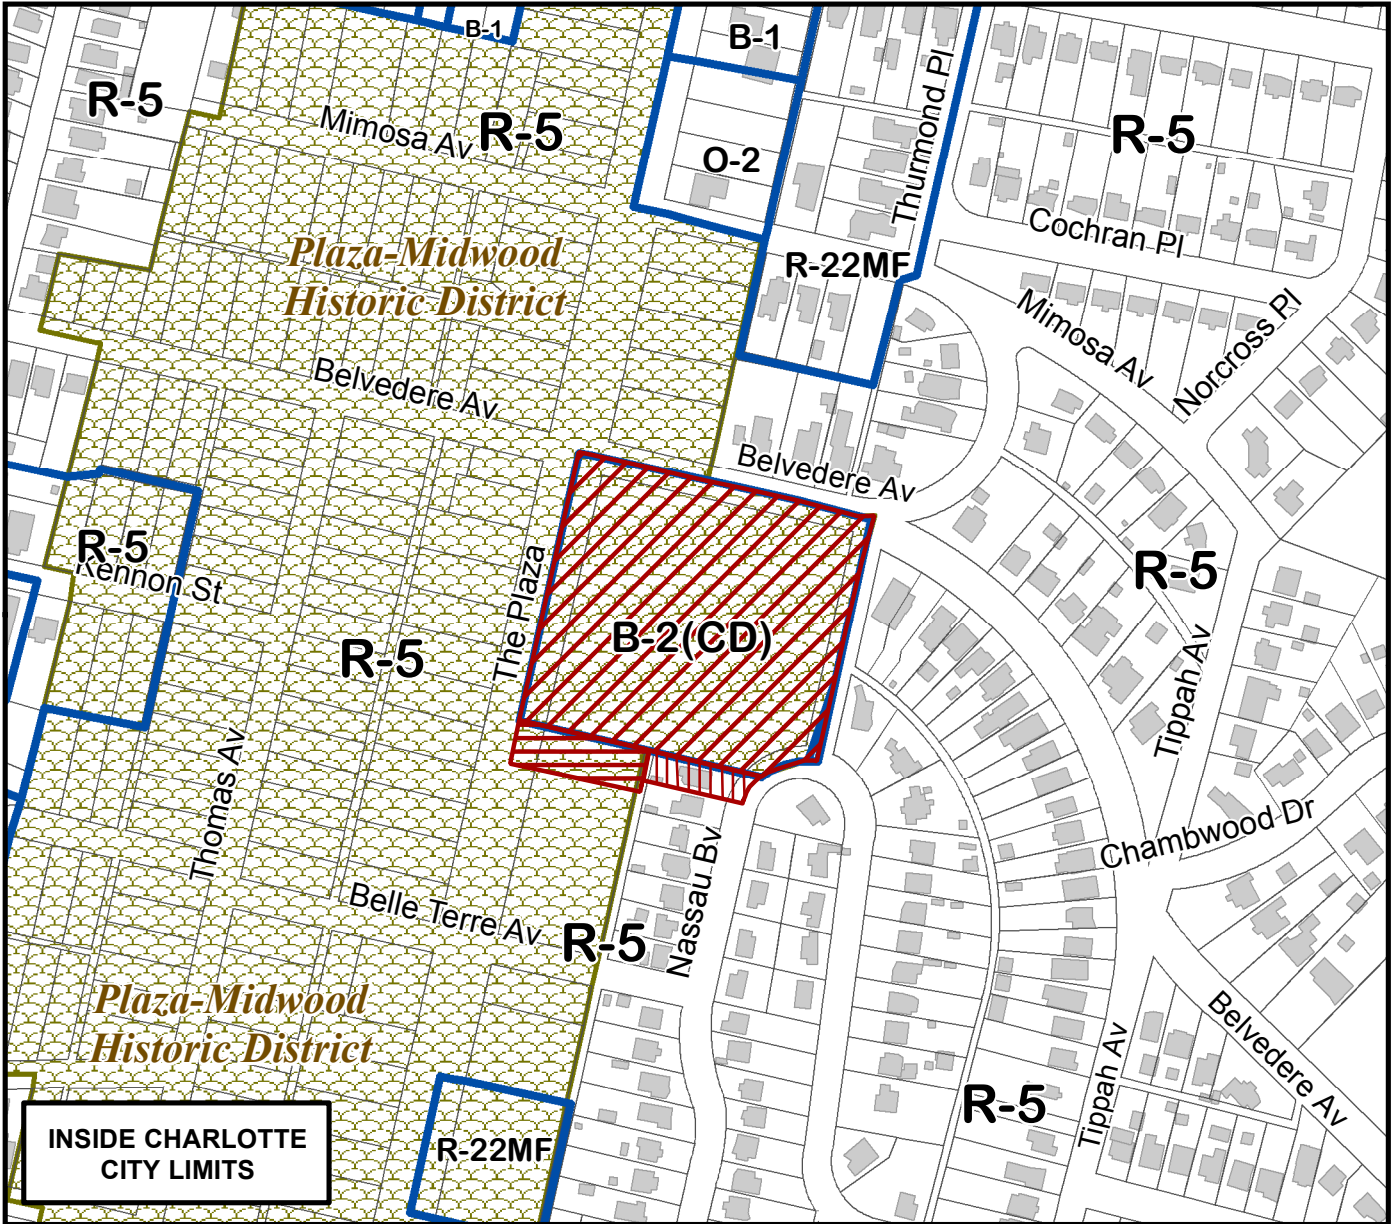 B-1
B-1
R-5
Mimosa Av
R-5
R-5
O-2
Thurmond Pl
Cochran Pl
Plaza-Midwood
Historic District
R-22MF
Mimosa Av
Norcross Pl
Belvedere Av
Belvedere Av
R-5
Kennon St
The Plaza
R-5
B-2(CD)
R-5
Tippah Av
Thomas Av
Chambwood Dr
Belle Terre Av
Nassau Bv
R-5
Plaza-Midwood
Historic District
Belvedere Av
Tippah Av
R-5
INSIDE CHARLOTTE
CITY LIMITS
R-22MF